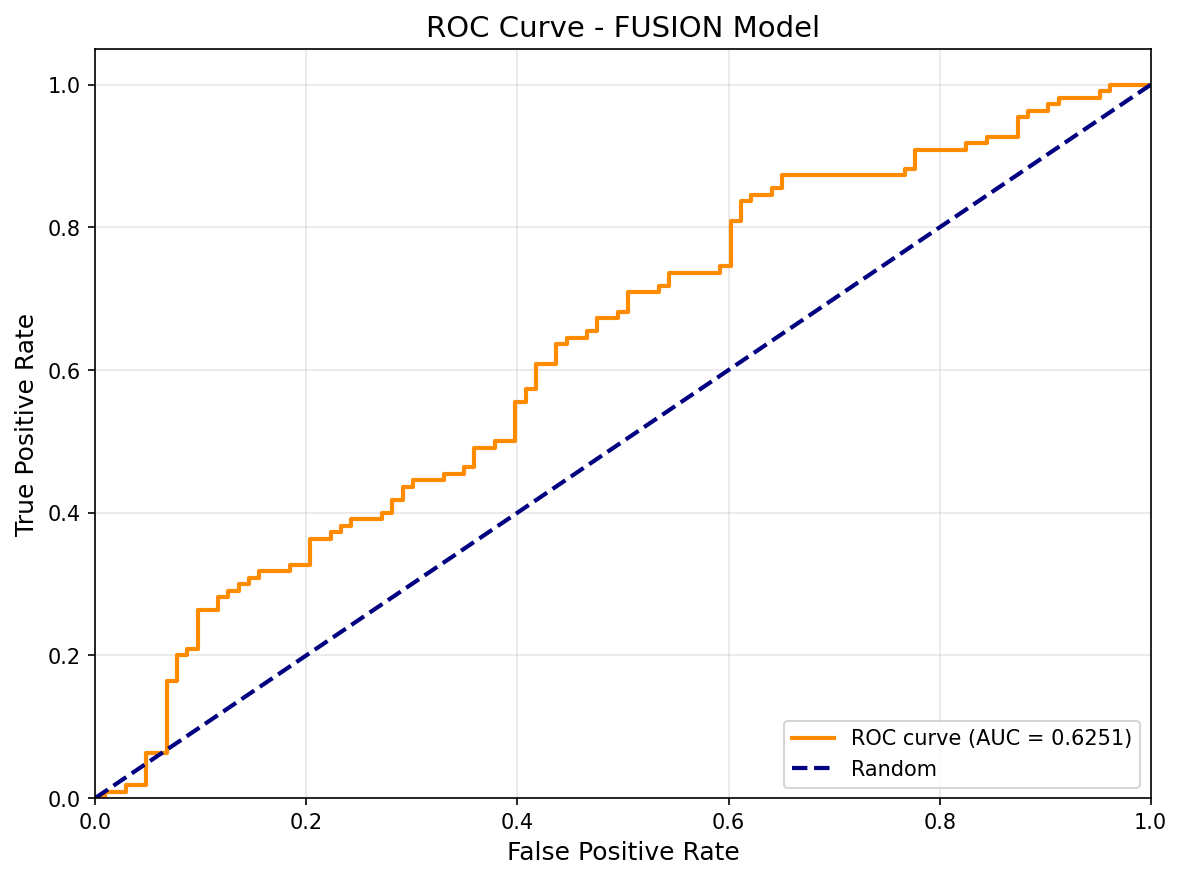 ROC Curve - FUSION Model
True Positive Rate
1.0
0.8
0.6
0.4
0.2
0.0
0.0 0.2 0.4 0.6 0.8 1.0
False Positive Rate
ROC curve (AUC = 0.6251)
Random